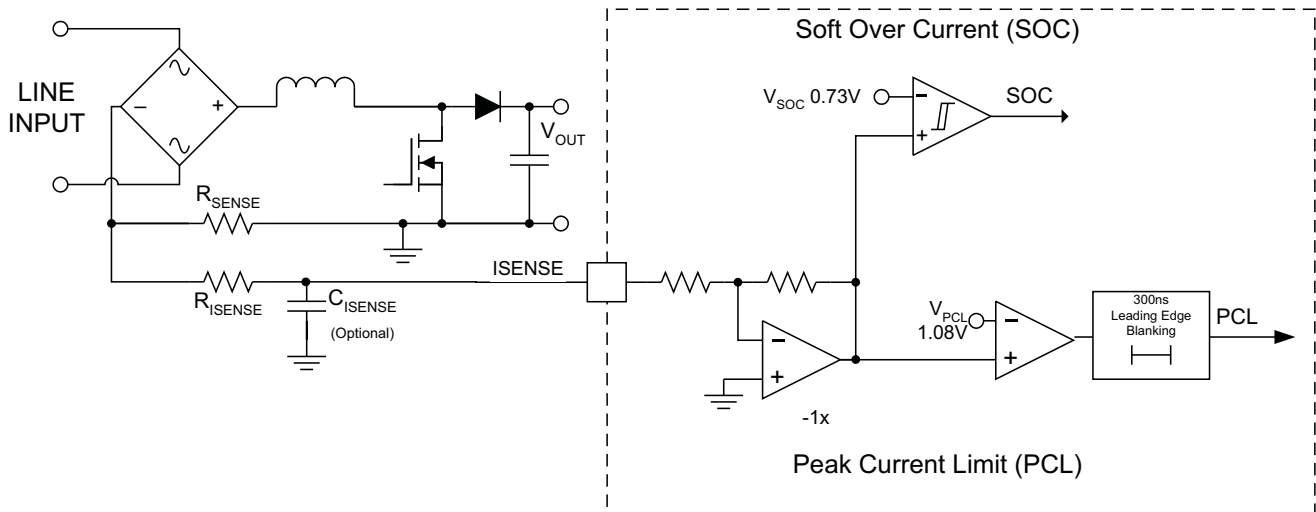 Soft Over Current (SOC)
LINE
INPUT
−
+
V_SOC 0.73V
−
+
SOC
V_OUT
R_SENSE
ISENSE
R_ISENSE
C_ISENSE
(Optional)
−
+
-1x
V_PCL
1.08V
−
+
300ns
Leading Edge
Blanking
PCL
Peak Current Limit (PCL)